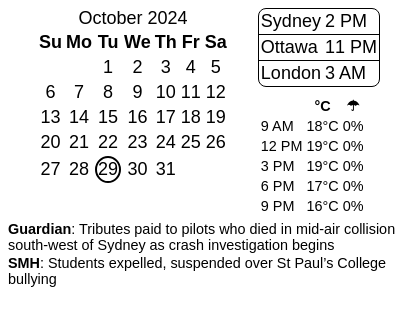 October 2024
Su Mo Tu We Th Fr Sa
1 2 3 4 5
6 7 8 9 10 11 12
13 14 15 16 17 18 19
20 21 22 23 24 25 26
27 28 29 30 31
Sydney 2 PM
Ottawa 11 PM
London 3 AM
°C ☂
9 AM 18°C 0%
12 PM 19°C 0%
3 PM 19°C 0%
6 PM 17°C 0%
9 PM 16°C 0%
Guardian: Tributes paid to pilots who died in mid-air collision
south-west of Sydney as crash investigation begins
SMH: Students expelled, suspended over St Paul’s College
bullying